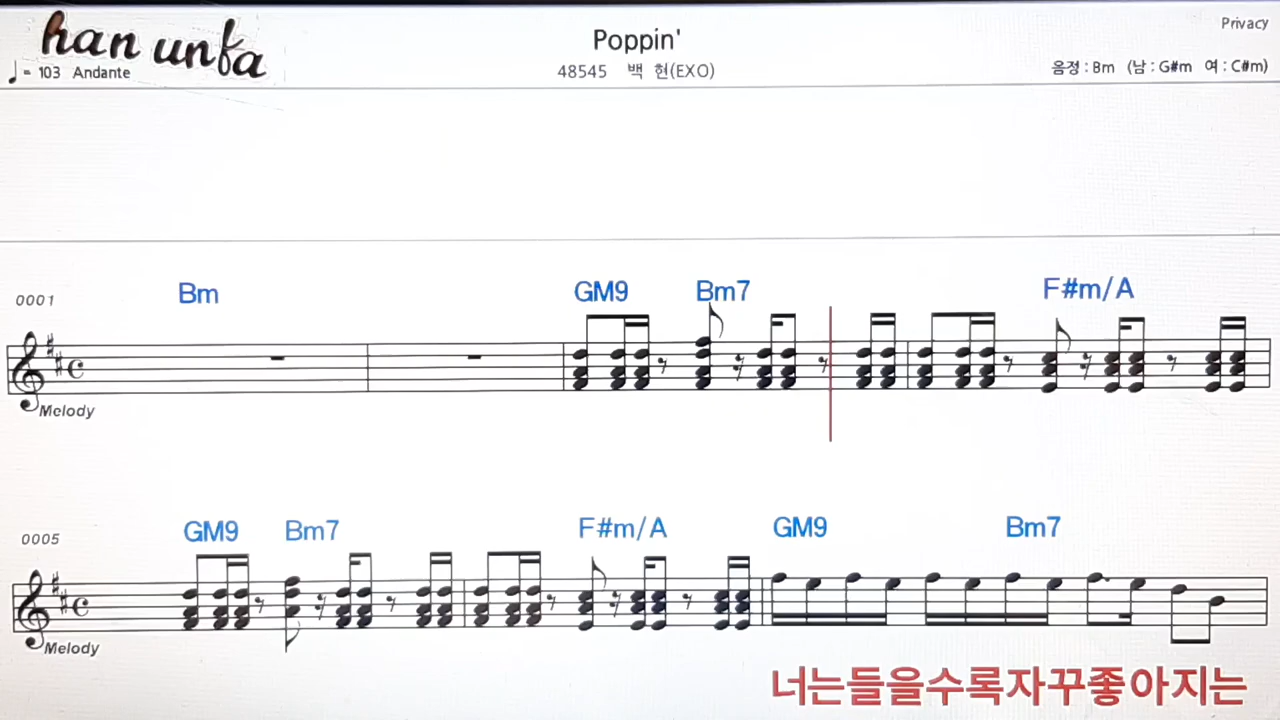 han unfa
Poppin'
Privacy
♩= 103 Andante
48545 백 현(EXO)
음정 : Bm (남 : G#m 여 : C#m)
0001
Bm GM9 Bm7 F#m/A
Melody
0005
GM9 Bm7 F#m/A GM9 Bm7
Melody
너는들을수록자꾸좋아지는